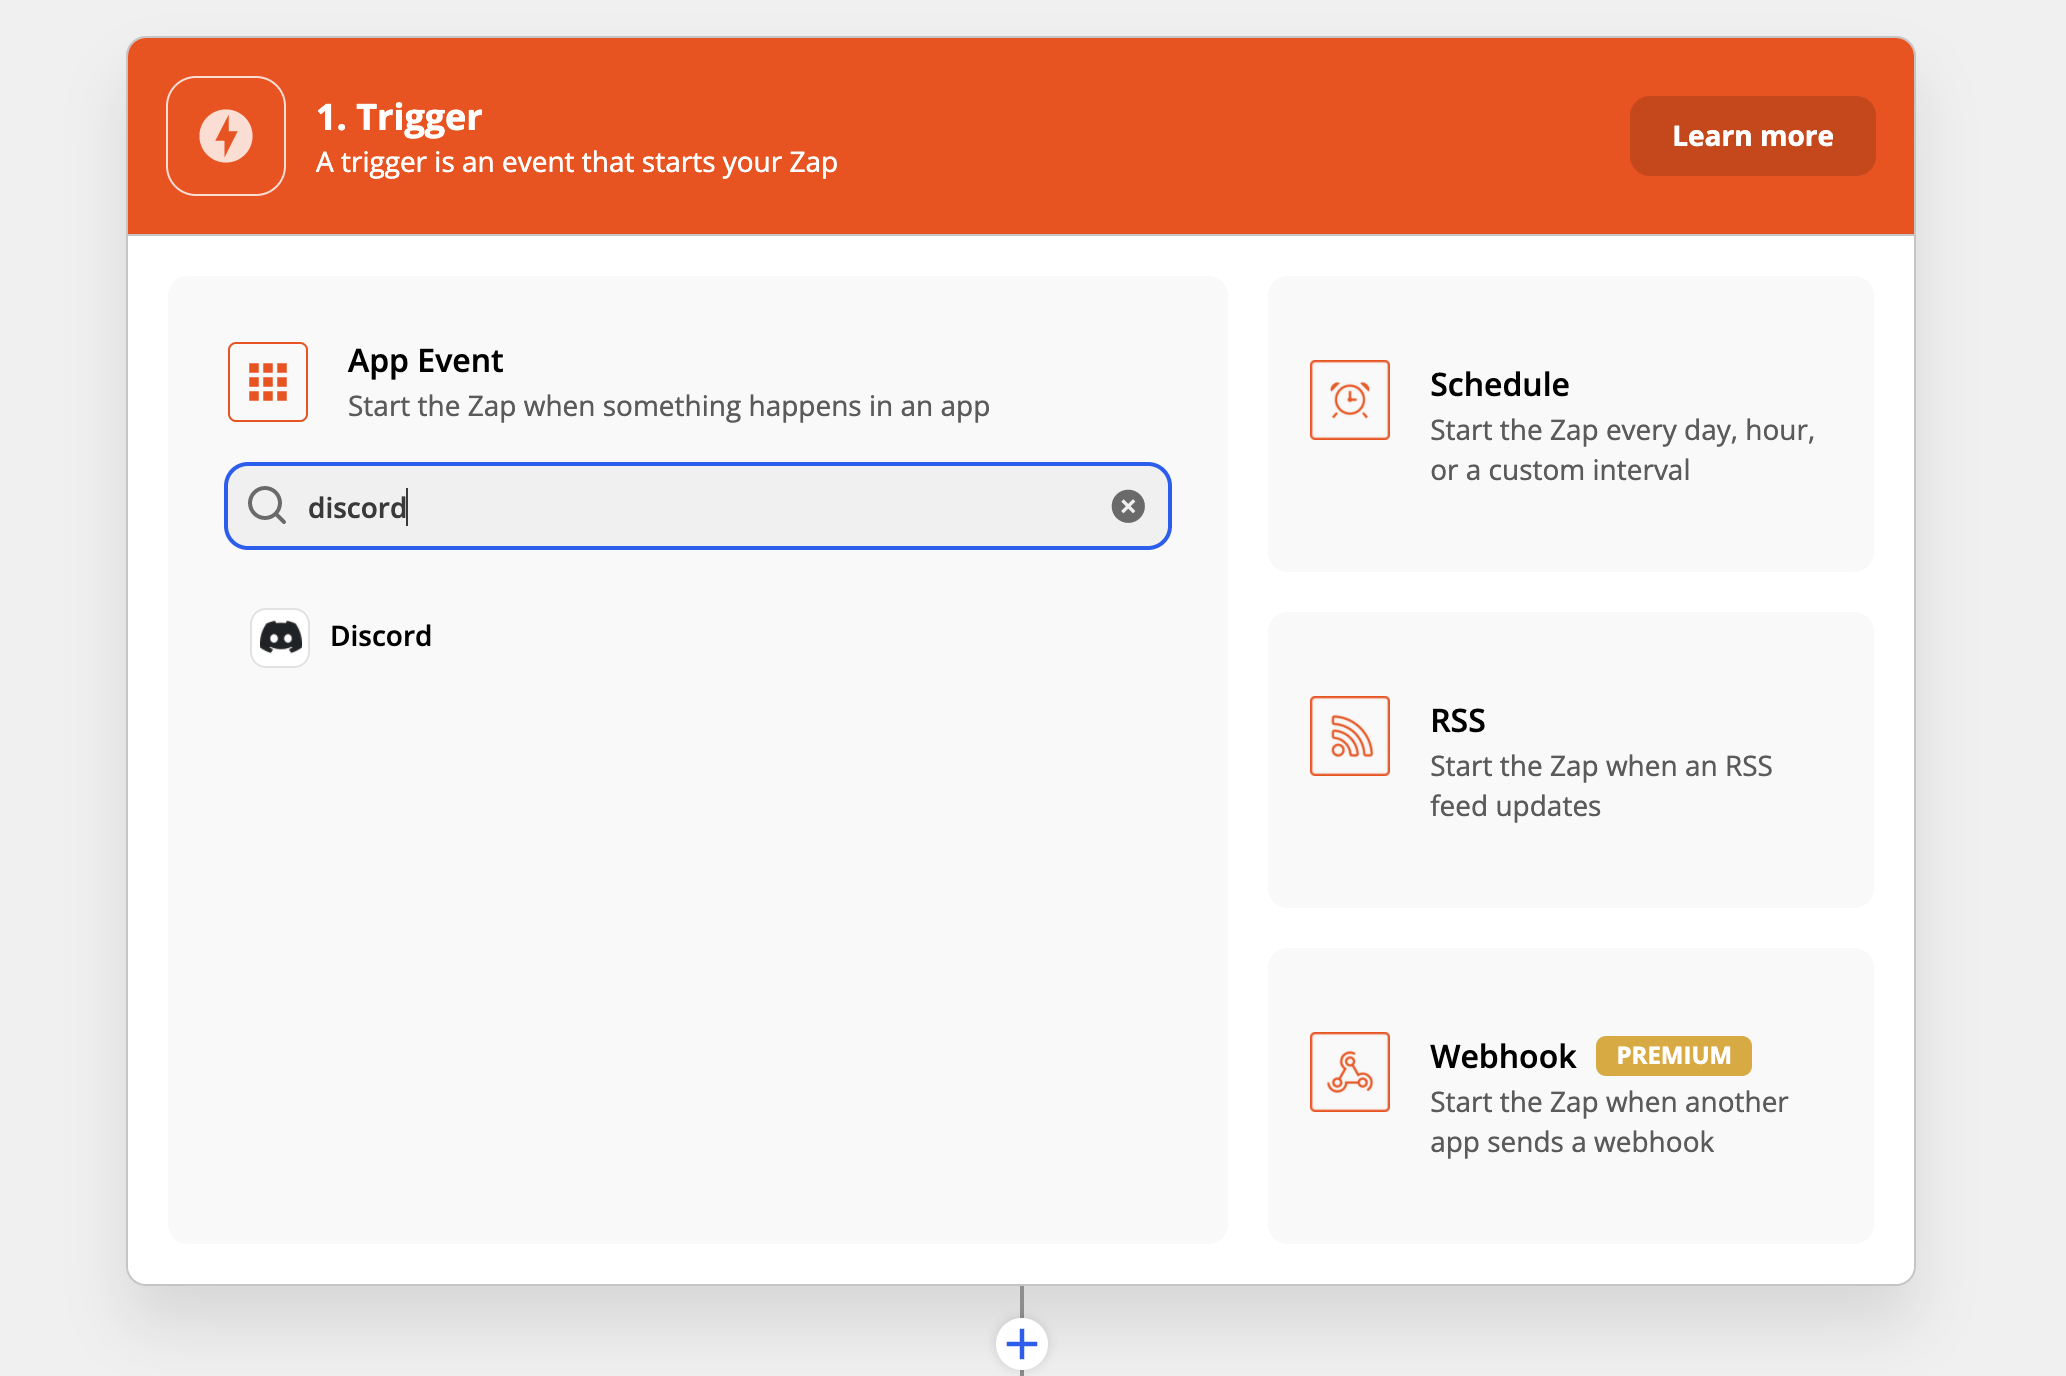 1. Trigger
A trigger is an event that starts your Zap
Learn more
App Event
Start the Zap when something happens in an app
discord
Discord
Schedule
Start the Zap every day, hour,
or a custom interval
RSS
Start the Zap when an RSS
feed updates
Webhook PREMIUM
Start the Zap when another
app sends a webhook